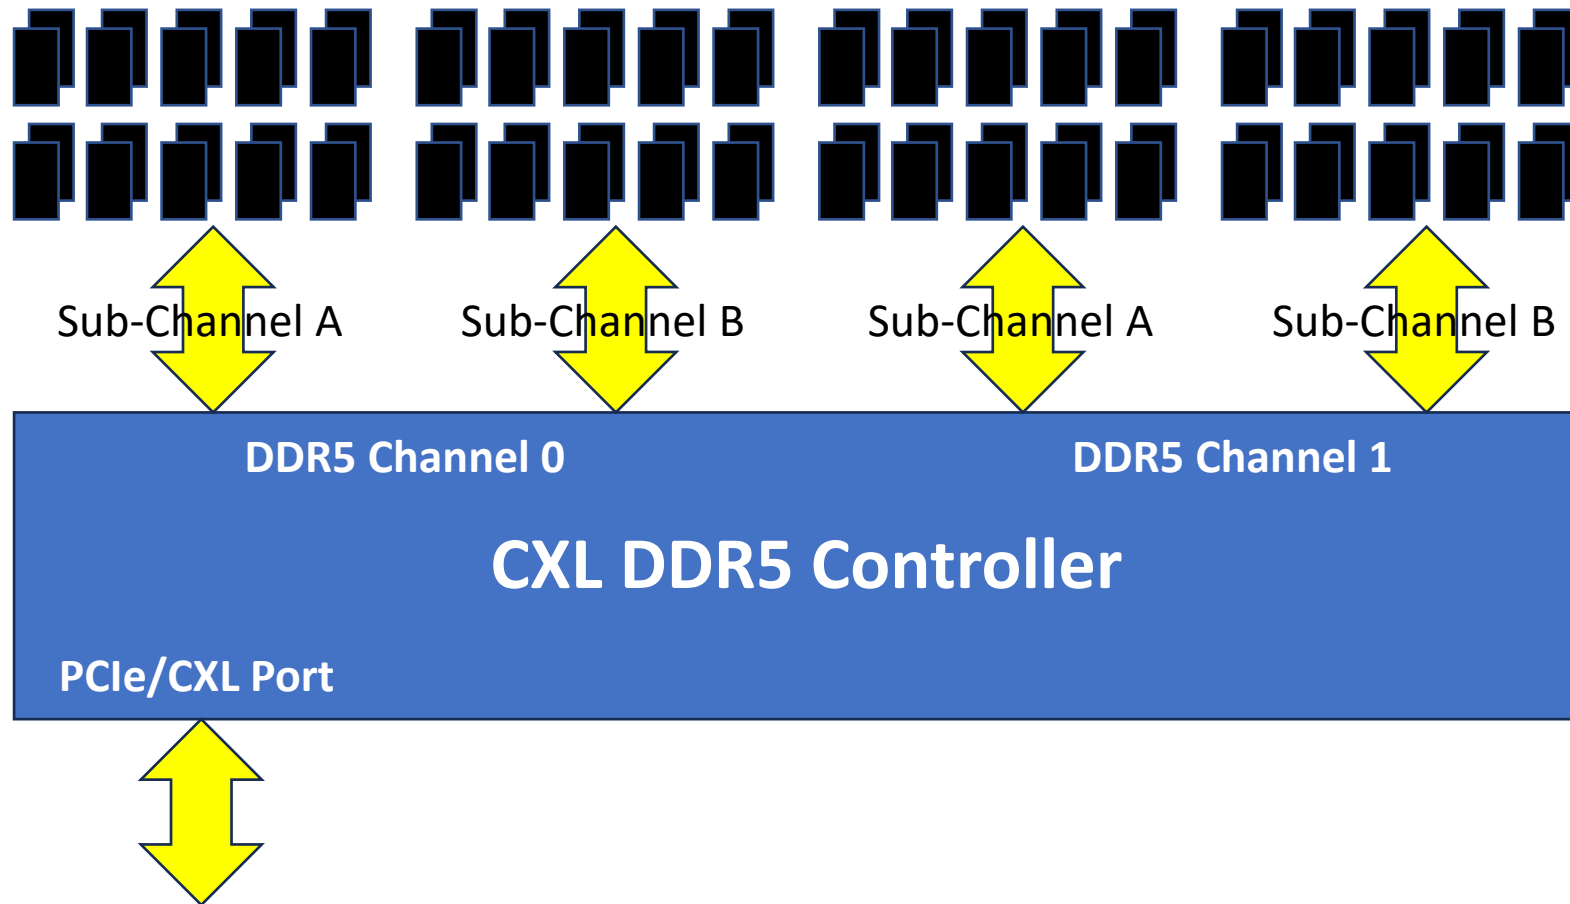 Sub-Channel A
Sub-Channel B
Sub-Channel A
Sub-Channel B
DDR5 Channel 0
DDR5 Channel 1
CXL DDR5 Controller
PCIe/CXL Port